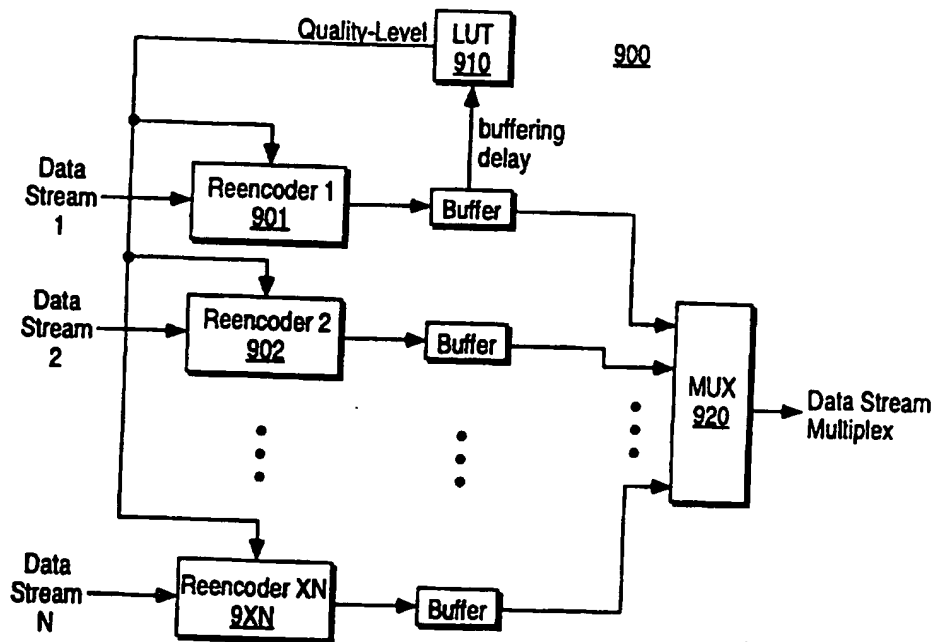 Quality-Level
LUT
910
900
buffering
delay
Data
Stream
1
Reencoder 1
901
Buffer
Data
Stream
2
Reencoder 2
902
Buffer
MUX
920
Data Stream
Multiplex
Data
Stream
N
Reencoder XN
9XN
Buffer